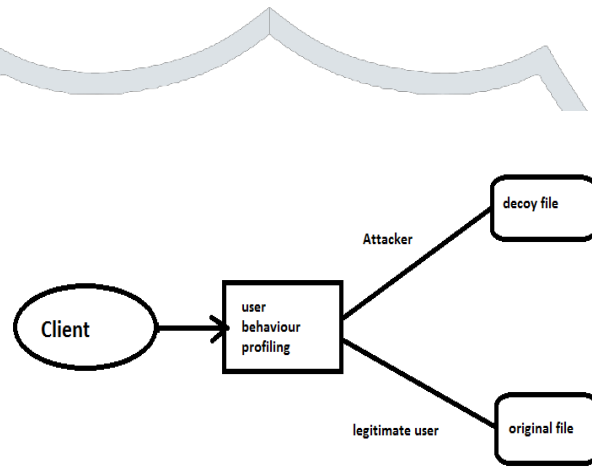 decoy file
Attacker
Client
user
behaviour
profiling
legitimate user
original file